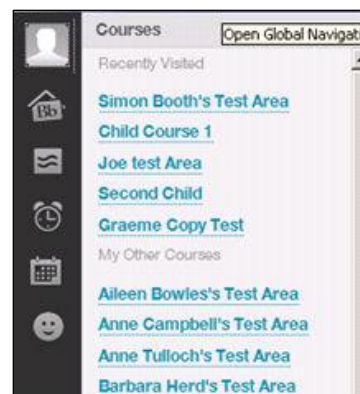 Courses
Open Global Navigati
Recently Visited
Simon Booth's Test Area
Bb
Child Course 1
Joe test Area
Second Child
Graeme Copy Test
My Other Courses
Aileen Bowles's Test Area
Anne Campbell's Test Area
Anne Tulloch's Test Area
Barbara Herd's Test Area